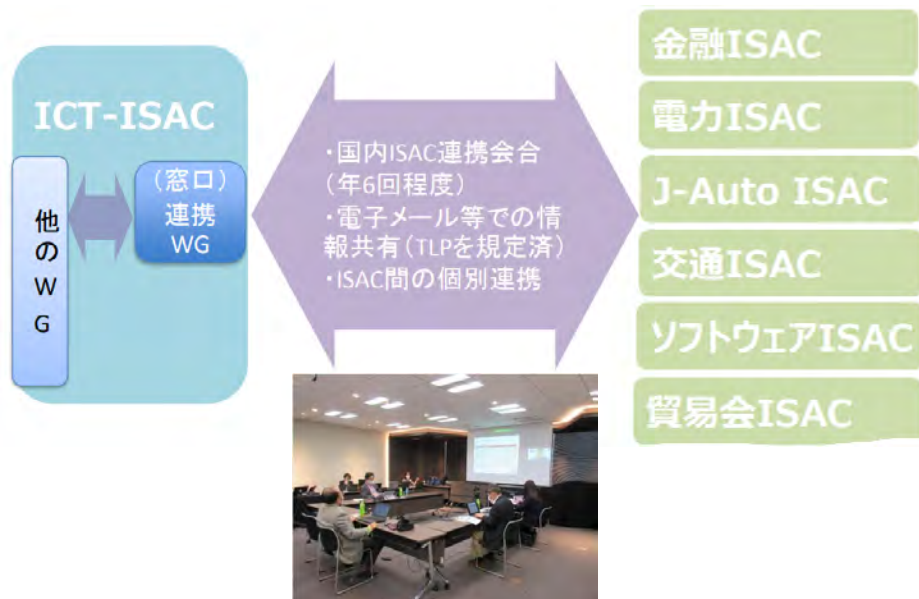 ICT-ISAC
他のWG
(窓口)
連携
WG
・国内ISAC連携会合
(年6回程度)
・電子メール等での情
報共有(TLPを規定済)
・ISAC間の個別連携
金融ISAC
電力ISAC
J-Auto ISAC
交通ISAC
ソフトウェアISAC
貿易会ISAC